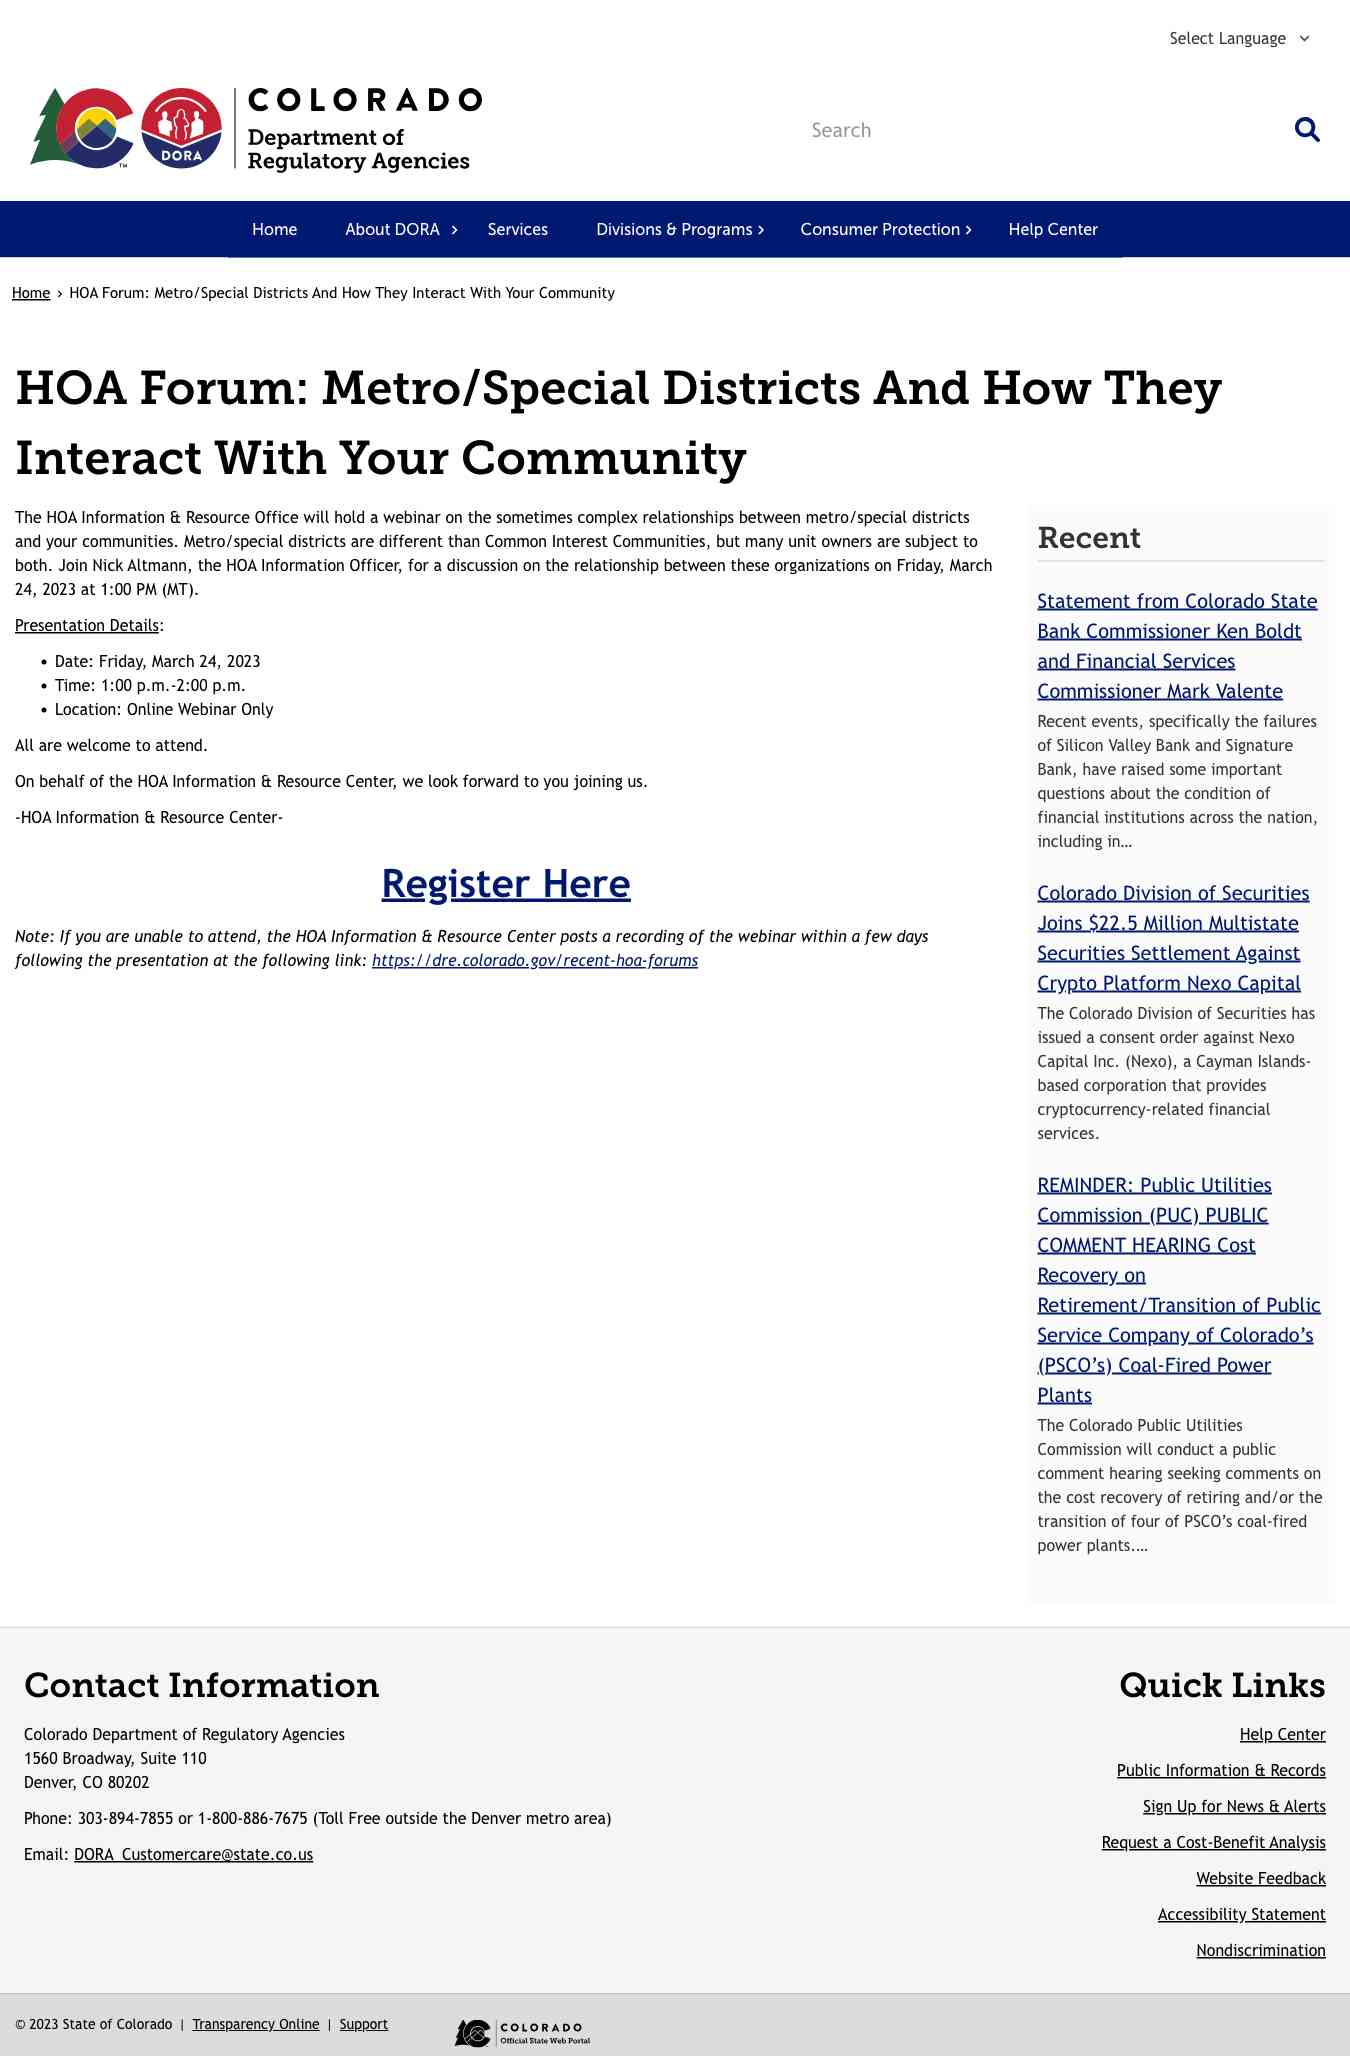 Select Language
COLORADO
Department of
Regulatory Agencies
DORA
TM
Search
Home About DORA › Services Divisions & Programs › Consumer Protection › Help Center
Home › HOA Forum: Metro/Special Districts And How They Interact With Your Community
HOA Forum: Metro/Special Districts And How They
Interact With Your Community
The HOA Information & Resource Office will hold a webinar on the sometimes complex relationships between metro/special districts
and your communities. Metro/special districts are different than Common Interest Communities, but many unit owners are subject to
both. Join Nick Altmann, the HOA Information Officer, for a discussion on the relationship between these organizations on Friday, March
24, 2023 at 1:00 PM (MT).
Presentation Details:
• Date: Friday, March 24, 2023
• Time: 1:00 p.m.-2:00 p.m.
• Location: Online Webinar Only
All are welcome to attend.
On behalf of the HOA Information & Resource Center, we look forward to you joining us.
-HOA Information & Resource Center-
Register Here
Note: If you are unable to attend, the HOA Information & Resource Center posts a recording of the webinar within a few days
following the presentation at the following link: https://dre.colorado.gov/recent-hoa-forums
Recent
Statement from Colorado State
Bank Commissioner Ken Boldt
and Financial Services
Commissioner Mark Valente
Recent events, specifically the failures
of Silicon Valley Bank and Signature
Bank, have raised some important
questions about the condition of
financial institutions across the nation,
including in…
Colorado Division of Securities
Joins $22.5 Million Multistate
Securities Settlement Against
Crypto Platform Nexo Capital
The Colorado Division of Securities has
issued a consent order against Nexo
Capital Inc. (Nexo), a Cayman Islands-
based corporation that provides
cryptocurrency-related financial
services.
REMINDER: Public Utilities
Commission (PUC) PUBLIC
COMMENT HEARING Cost
Recovery on
Retirement/Transition of Public
Service Company of Colorado’s
(PSCO’s) Coal-Fired Power
Plants
The Colorado Public Utilities
Commission will conduct a public
comment hearing seeking comments on
the cost recovery of retiring and/or the
transition of four of PSCO’s coal-fired
power plants.…
Contact Information
Colorado Department of Regulatory Agencies
1560 Broadway, Suite 110
Denver, CO 80202
Phone: 303-894-7855 or 1-800-886-7675 (Toll Free outside the Denver metro area)
Email: DORA_Customercare@state.co.us
Quick Links
Help Center
Public Information & Records
Sign Up for News & Alerts
Request a Cost-Benefit Analysis
Website Feedback
Accessibility Statement
Nondiscrimination
© 2023 State of Colorado | Transparency Online | Support
COLORADO
Official State Web Portal